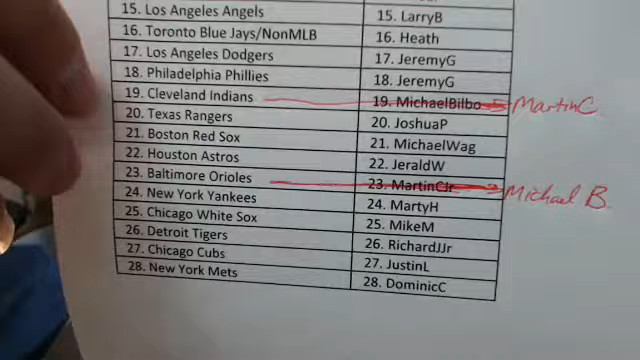 15. Los Angeles Angels 15. LarryB
16. Toronto Blue Jays/NonMLB 16. Heath
17. Los Angeles Dodgers 17. JeremyG
18. Philadelphia Phillies 18. JeremyG
19. Cleveland Indians 19. MichaelBilbo MartinC
20. Texas Rangers 20. JoshuaP
21. Boston Red Sox 21. MichaelWag
22. Houston Astros 22. JeraldW
23. Baltimore Orioles 23. MartinCJr Michael B.
24. New York Yankees 24. MartyH
25. Chicago White Sox 25. MikeM
26. Detroit Tigers 26. RichardJJr
27. Chicago Cubs 27. JustinL
28. New York Mets 28. DominicC